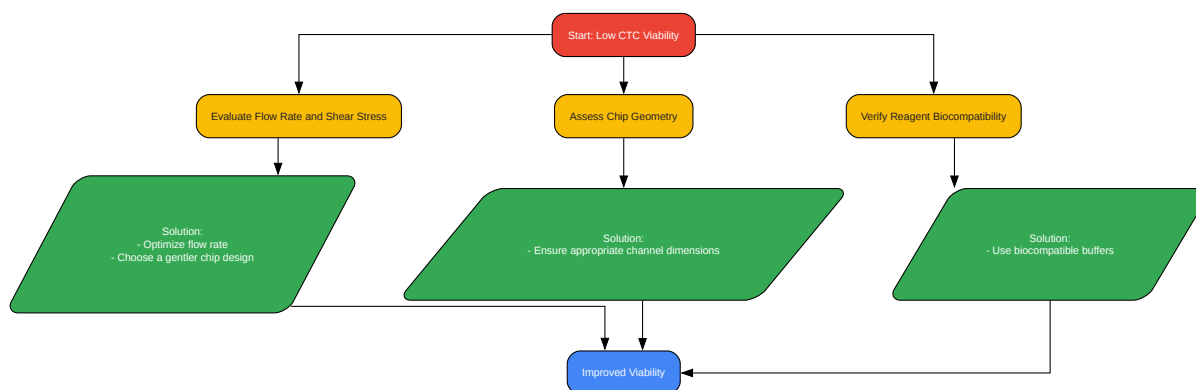 Start: Low CTC Viability
Evaluate Flow Rate and Shear Stress
Assess Chip Geometry
Verify Reagent Biocompatibility
Solution:
- Optimize flow rate
- Choose a gentler chip design
Solution:
- Ensure appropriate channel dimensions
Solution:
- Use biocompatible buffers
Improved Viability